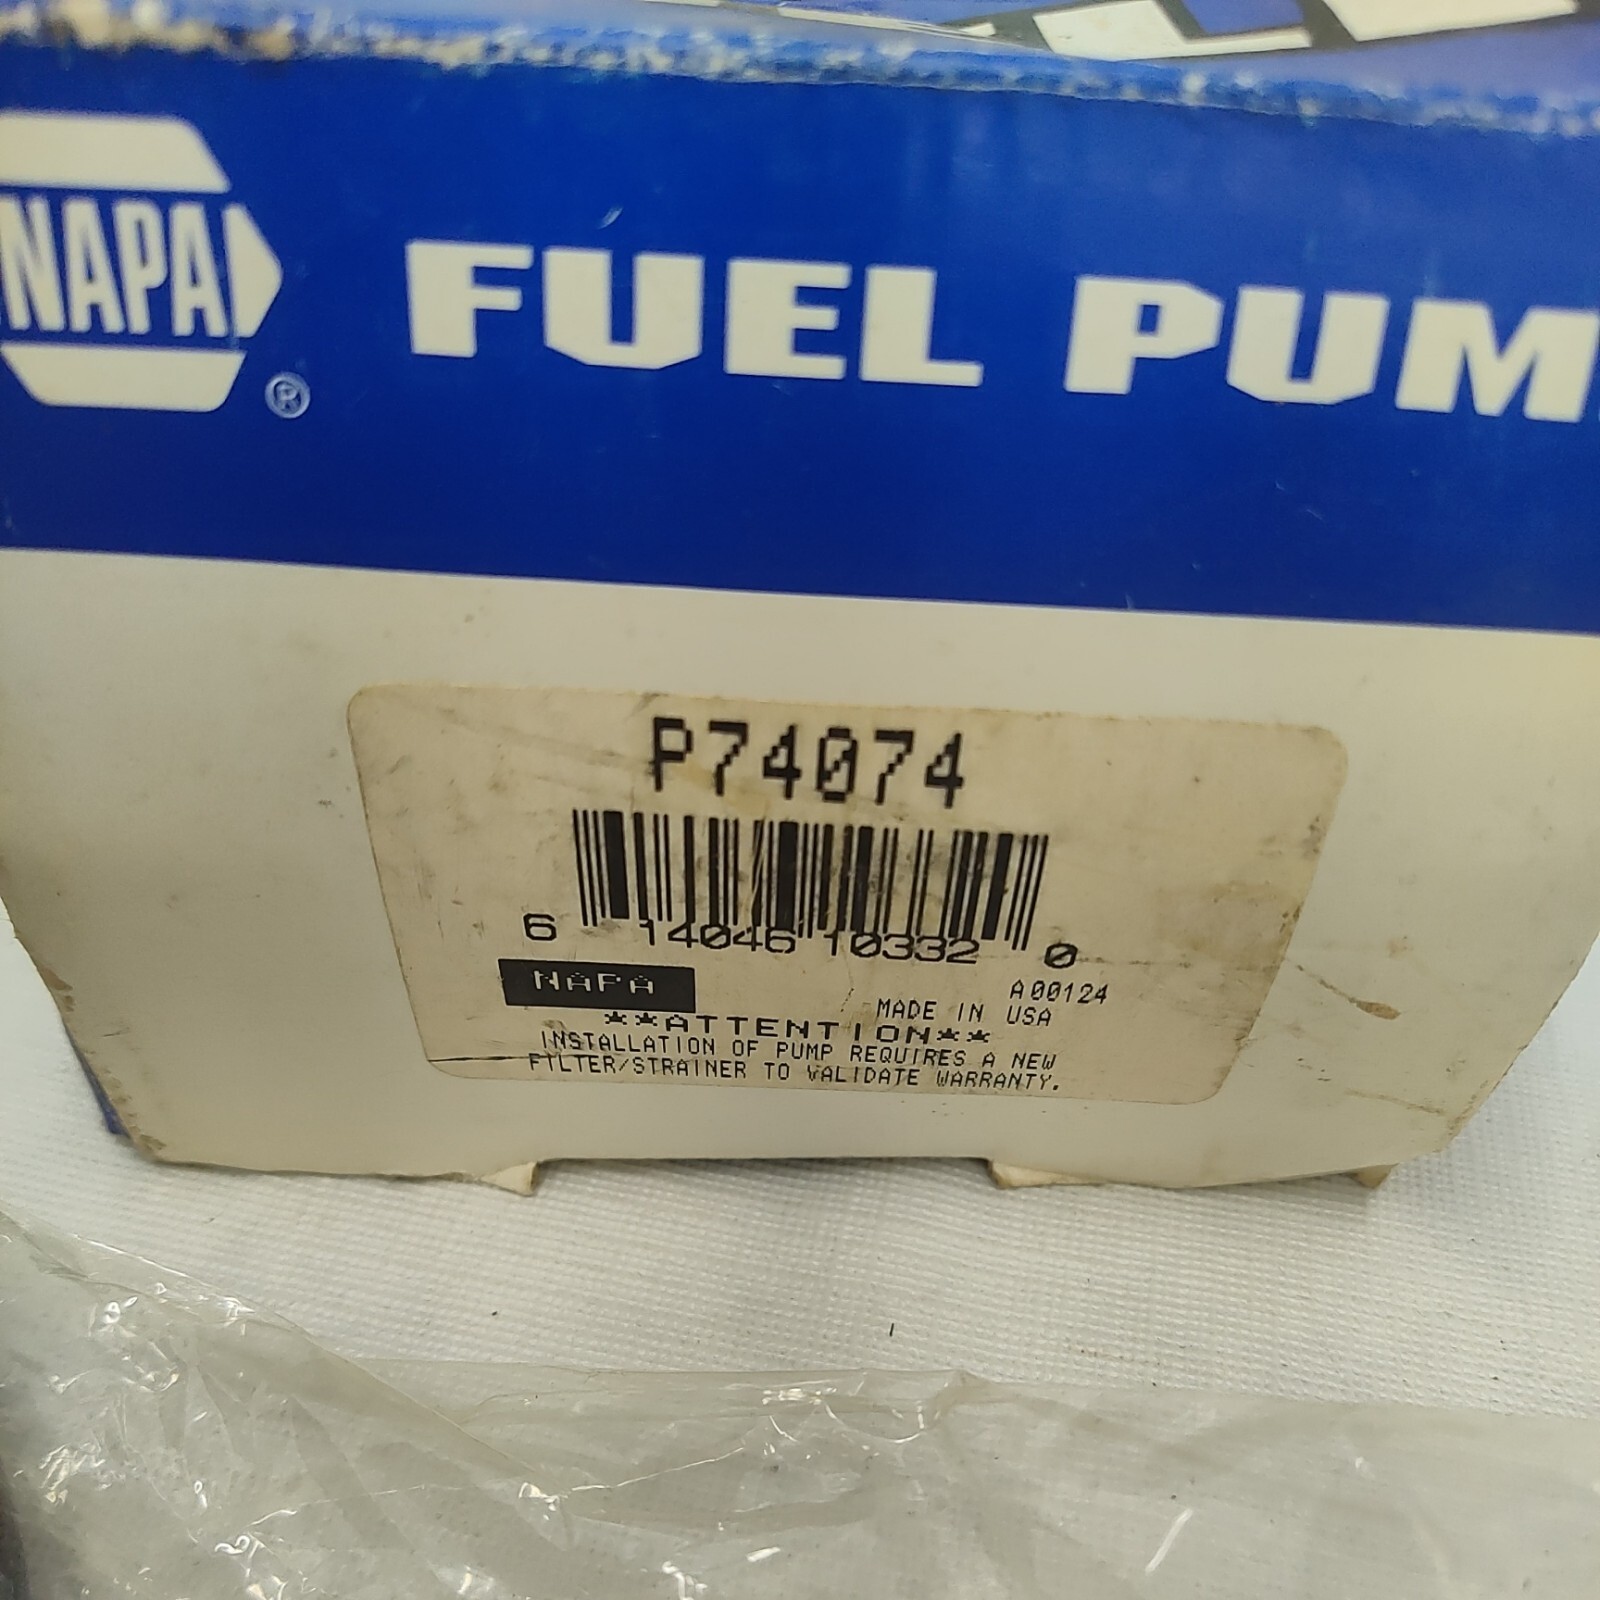 NAPA
®
FUEL PUM
P74074
6 14046 10332 0
NAPA
A00124
MADE IN USA
**ATTENTION**
INSTALLATION OF PUMP REQUIRES A NEW
FILTER/STRAINER TO VALIDATE WARRANTY.